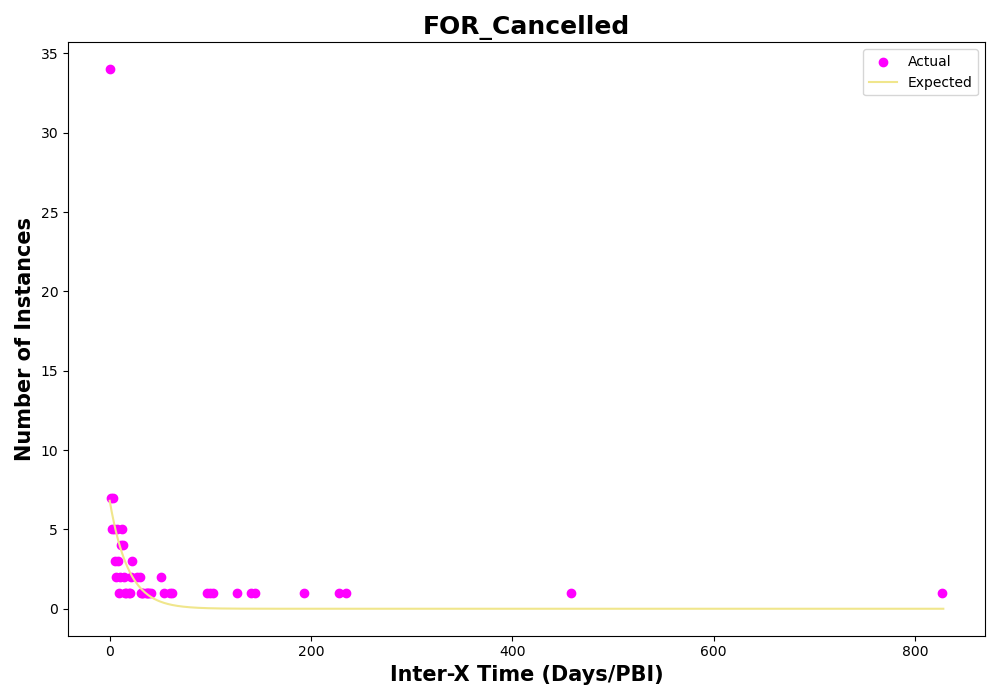 FOR_Cancelled
35
30
25
20
15
10
5
0
Number of Instances
Actual
Expected
0 200 400 600 800
Inter-X Time (Days/PBI)